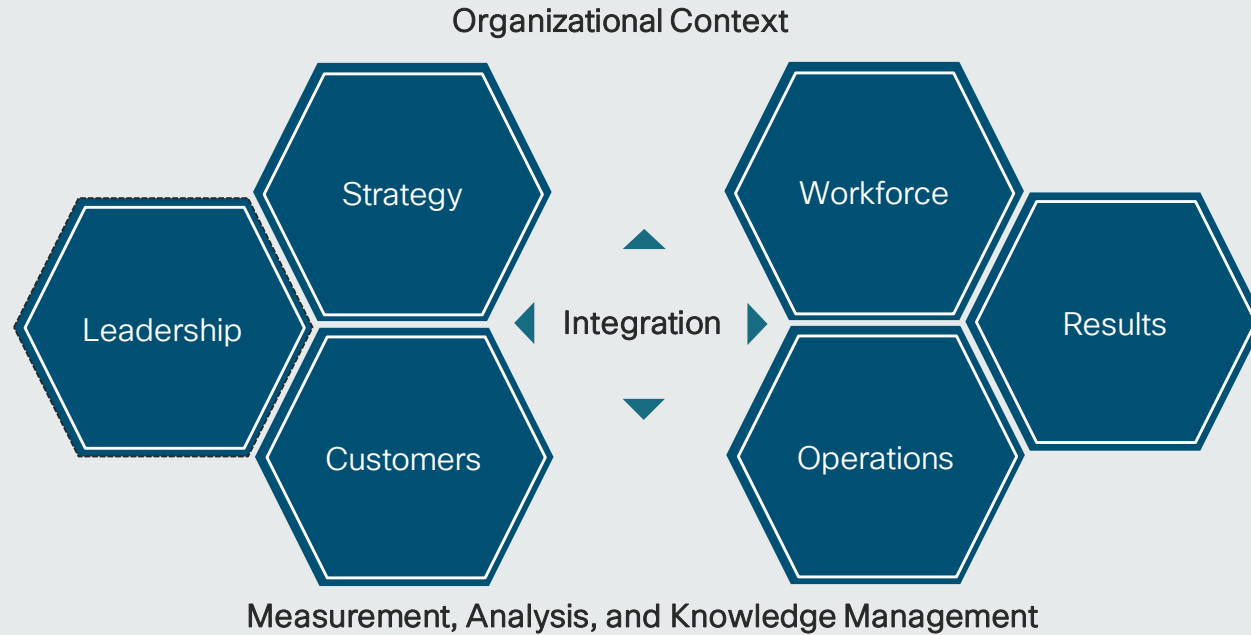 Organizational Context
Strategy
Workforce
Leadership
Integration
Results
Customers
Operations
Measurement, Analysis, and Knowledge Management